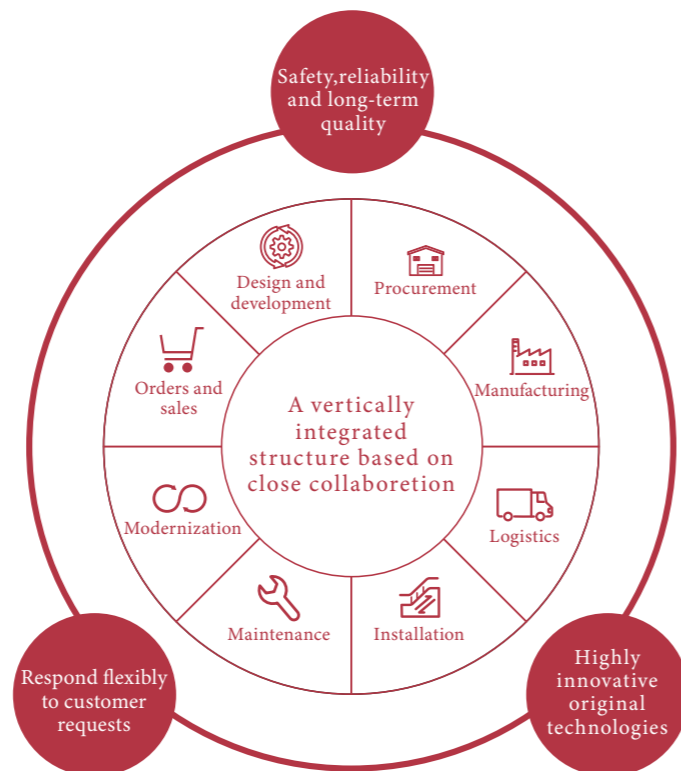 Safety,reliability
and long-term
quality
Design and
development
Procurement
Orders and
sales
Manufacturing
A vertically
integrated
structure based on
close collaboretion
Modernization
Logistics
Maintenance
Installation
Respond flexibly
to customer
requests
Highly
innovative
original
technologies